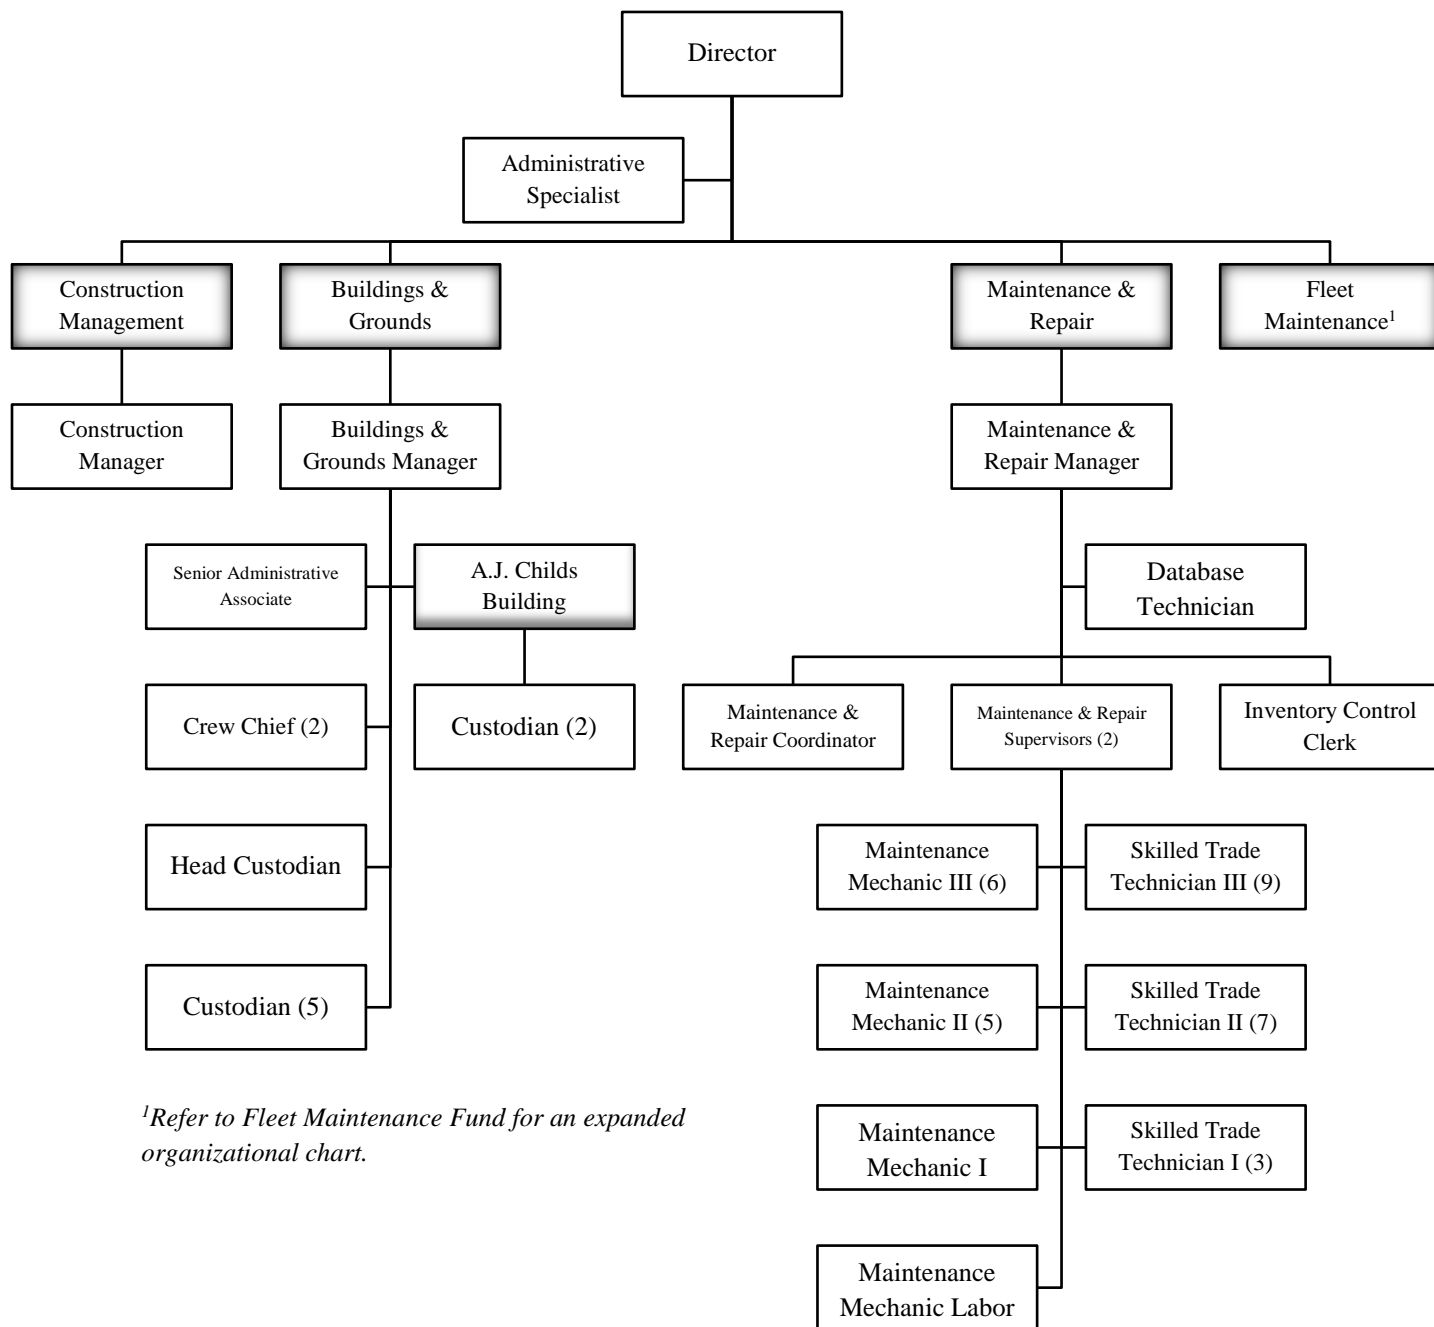 Director
Administrative
Specialist
Construction
Management
Buildings &
Grounds
Maintenance &
Repair
Fleet
Maintenance¹
Construction
Manager
Buildings &
Grounds Manager
Maintenance &
Repair Manager
Senior Administrative
Associate
A.J. Childs
Building
Database
Technician
Crew Chief (2)
Custodian (2)
Maintenance &
Repair Coordinator
Maintenance & Repair
Supervisors (2)
Inventory Control
Clerk
Head Custodian
Maintenance
Mechanic III (6)
Skilled Trade
Technician III (9)
Custodian (5)
Maintenance
Mechanic II (5)
Skilled Trade
Technician II (7)
¹Refer to Fleet Maintenance Fund for an expanded
organizational chart.
Maintenance
Mechanic I
Skilled Trade
Technician I (3)
Maintenance
Mechanic Labor